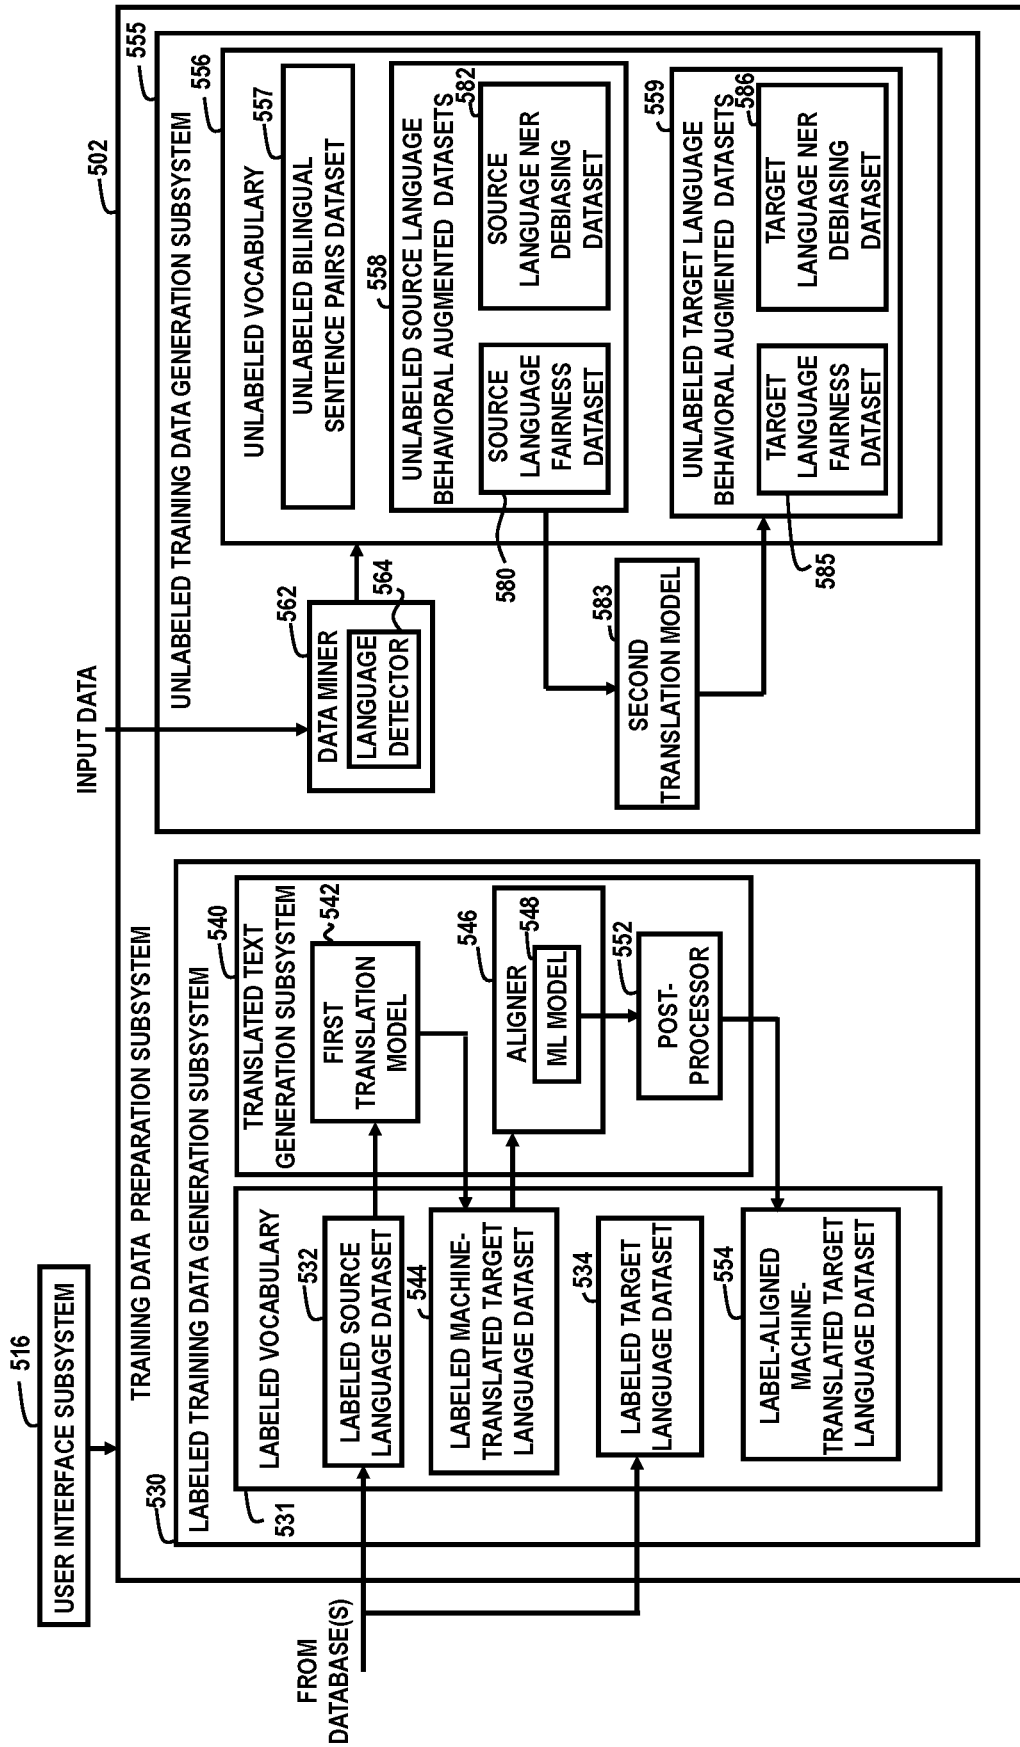 516
USER INTERFACE SUBSYSTEM
502
TRAINING DATA PREPARATION SUBSYSTEM
530
LABELED TRAINING DATA GENERATION SUBSYSTEM
531
LABELED VOCABULARY
532
LABELED SOURCE
LANGUAGE DATASET
544
LABELED MACHINE-
TRANSLATED TARGET
LANGUAGE DATASET
534
LABELED TARGET
LANGUAGE DATASET
554
LABEL-ALIGNED
MACHINE-
TRANSLATED TARGET
LANGUAGE DATASET
FROM
DATABASE(S)
540
TRANSLATED TEXT
GENERATION SUBSYSTEM
542
FIRST
TRANSLATION
MODEL
546
ALIGNER
548
ML MODEL
552
POST-
PROCESSOR
INPUT DATA
555
UNLABELED TRAINING DATA GENERATION SUBSYSTEM
562
DATA MINER
564
LANGUAGE
DETECTOR
556
UNLABELED VOCABULARY
557
UNLABELED BILINGUAL
SENTENCE PAIRS DATASET
558
UNLABELED SOURCE LANGUAGE
BEHAVIORAL AUGMENTED DATASETS
580
SOURCE
LANGUAGE
FAIRNESS
DATASET
582
SOURCE
LANGUAGE NER
DEBIASING
DATASET
583
SECOND
TRANSLATION MODEL
559
UNLABELED TARGET LANGUAGE
BEHAVIORAL AUGMENTED DATASETS
585
TARGET
LANGUAGE
FAIRNESS
DATASET
586
TARGET
LANGUAGE NER
DEBIASING
DATASET